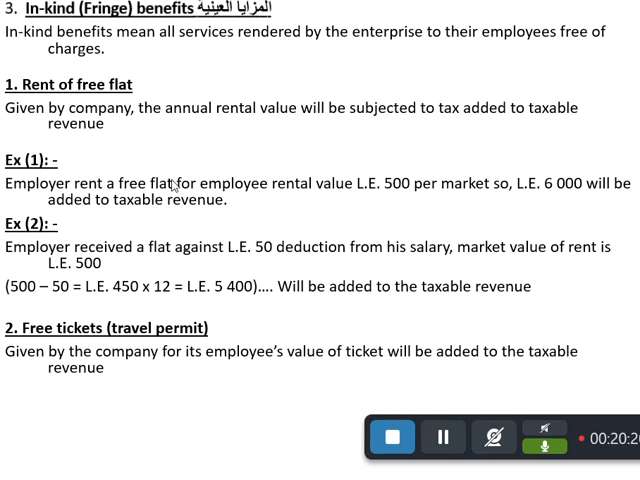 3. In-kind (Fringe) benefits المزايا العينية
In-kind benefits mean all services rendered by the enterprise to their employees free of
charges.
1. Rent of free flat
Given by company, the annual rental value will be subjected to tax added to taxable
revenue
Ex (1): -
Employer rent a free flat for employee rental value L.E. 500 per market so, L.E. 6 000 will be
added to taxable revenue.
Ex (2): -
Employer received a flat against L.E. 50 deduction from his salary, market value of rent is
L.E. 500
(500 – 50 = L.E. 450 x 12 = L.E. 5 400)…. Will be added to the taxable revenue
2. Free tickets (travel permit)
Given by the company for its employee's value of ticket will be added to the taxable
revenue
00:20:2